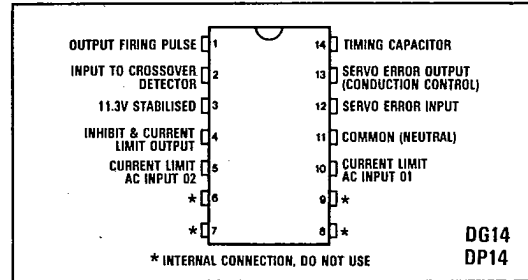 OUTPUT FIRING PULSE 1
INPUT TO CROSSOVER
DETECTOR 2
11.3V STABILISED 3
INHIBIT & CURRENT
LIMIT OUTPUT 4
CURRENT LIMIT
AC INPUT 02 5
* 6
* 7
14 TIMING CAPACITOR
13 SERVO ERROR OUTPUT
(CONDUCTION CONTROL)
12 SERVO ERROR INPUT
11 COMMON (NEUTRAL)
10 CURRENT LIMIT
AC INPUT 01
9 *
8 *
* INTERNAL CONNECTION, DO NOT USE
DG14
DP14